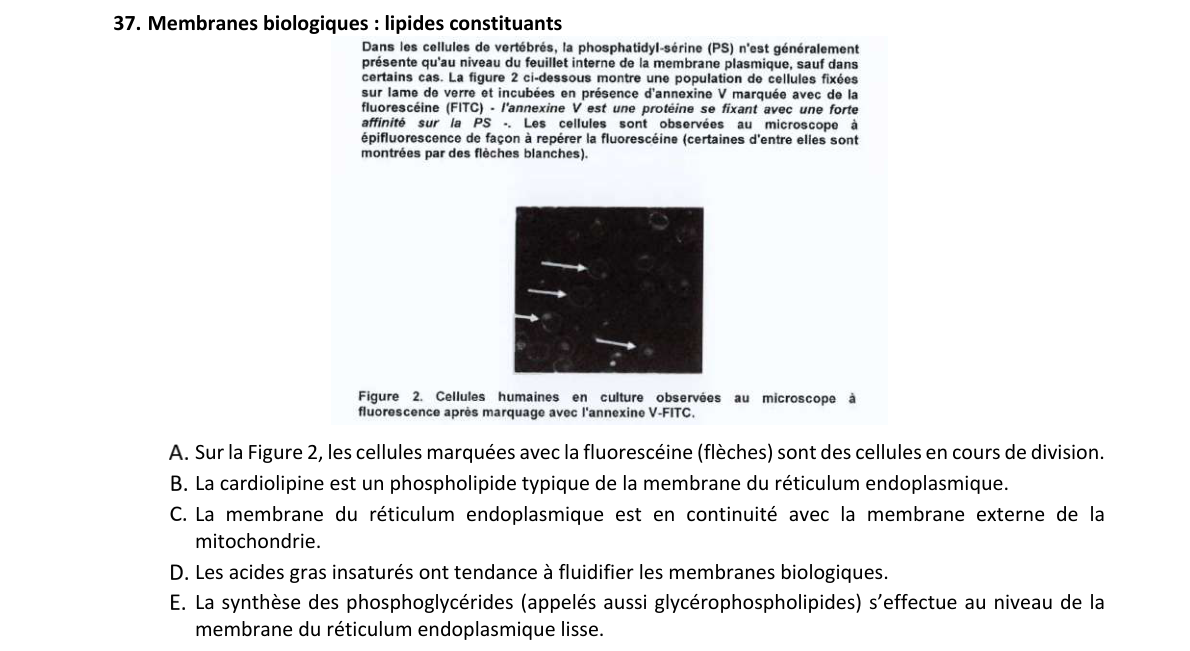 37. Membranes biologiques : lipides constituants
Dans les cellules de vertébrés, la phosphatidyl-sérine (PS) n'est généralement
présente qu'au niveau du feuillet interne de la membrane plasmique, sauf dans
certains cas. La figure 2 ci-dessous montre une population de cellules fixées
sur lame de verre et incubées en présence d'annexine V marquée avec de la
fluorescéine (FITC) - l'annexine V est une protéine se fixant avec une forte
affinité sur la PS -. Les cellules sont observées au microscope à
épifluorescence de façon à repérer la fluorescéine (certaines d'entre elles sont
montrées par des flèches blanches).
Figure 2. Cellules humaines en culture observées au microscope à
fluorescence après marquage avec l'annexine V-FITC.
A. Sur la Figure 2, les cellules marquées avec la fluorescéine (flèches) sont des cellules en cours de division.
B. La cardiolipine est un phospholipide typique de la membrane du réticulum endoplasmique.
C. La membrane du réticulum endoplasmique est en continuité avec la membrane externe de la
mitochondrie.
D. Les acides gras insaturés ont tendance à fluidifier les membranes biologiques.
E. La synthèse des phosphoglycérides (appelés aussi glycérophospholipides) s’effectue au niveau de la
membrane du réticulum endoplasmique lisse.